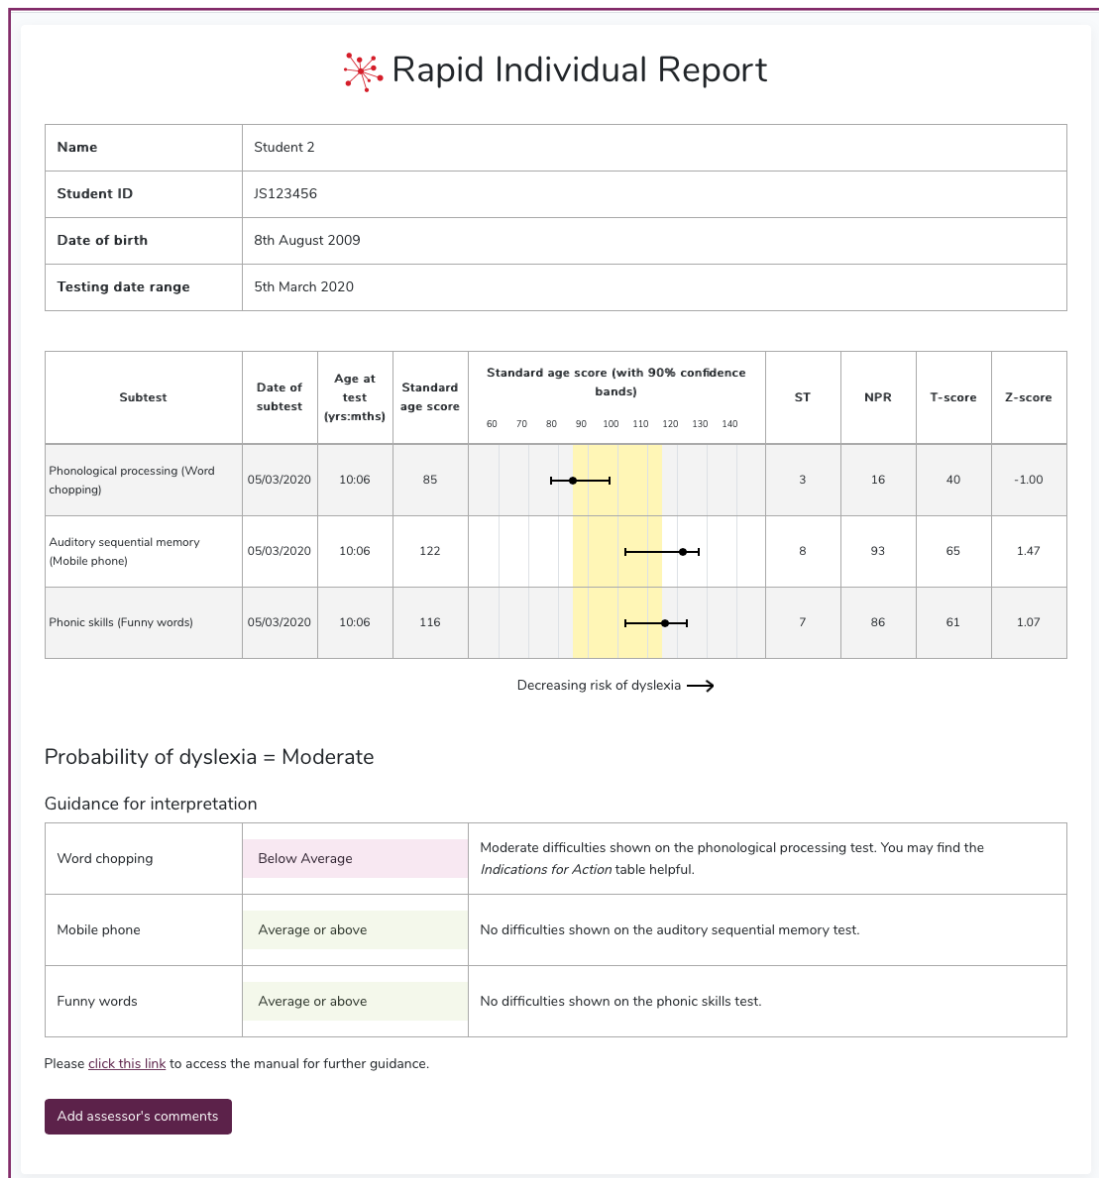 Rapid Individual Report
Name Student 2
Student ID JS123456
Date of birth 8th August 2009
Testing date range 5th March 2020
Subtest
Date of
subtest
Age at
test
(yrs:mths)
Standard
age score
Standard age score (with 90% confidence
bands)
60 70 80 90 100 110 120 130 140
ST NPR T-score Z-score
Phonological processing (Word
chopping)
05/03/2020 10:06 85 3 16 40 -1.00
Auditory sequential memory
(Mobile phone)
05/03/2020 10:06 122 8 93 65 1.47
Phonic skills (Funny words) 05/03/2020 10:06 116 7 86 61 1.07
Decreasing risk of dyslexia
Probability of dyslexia = Moderate
Guidance for interpretation
Word chopping Below Average
Moderate difficulties shown on the phonological processing test. You may find the
Indications for Action table helpful.
Mobile phone Average or above No difficulties shown on the auditory sequential memory test.
Funny words Average or above No difficulties shown on the phonic skills test.
Please click this link to access the manual for further guidance.
Add assessor's comments